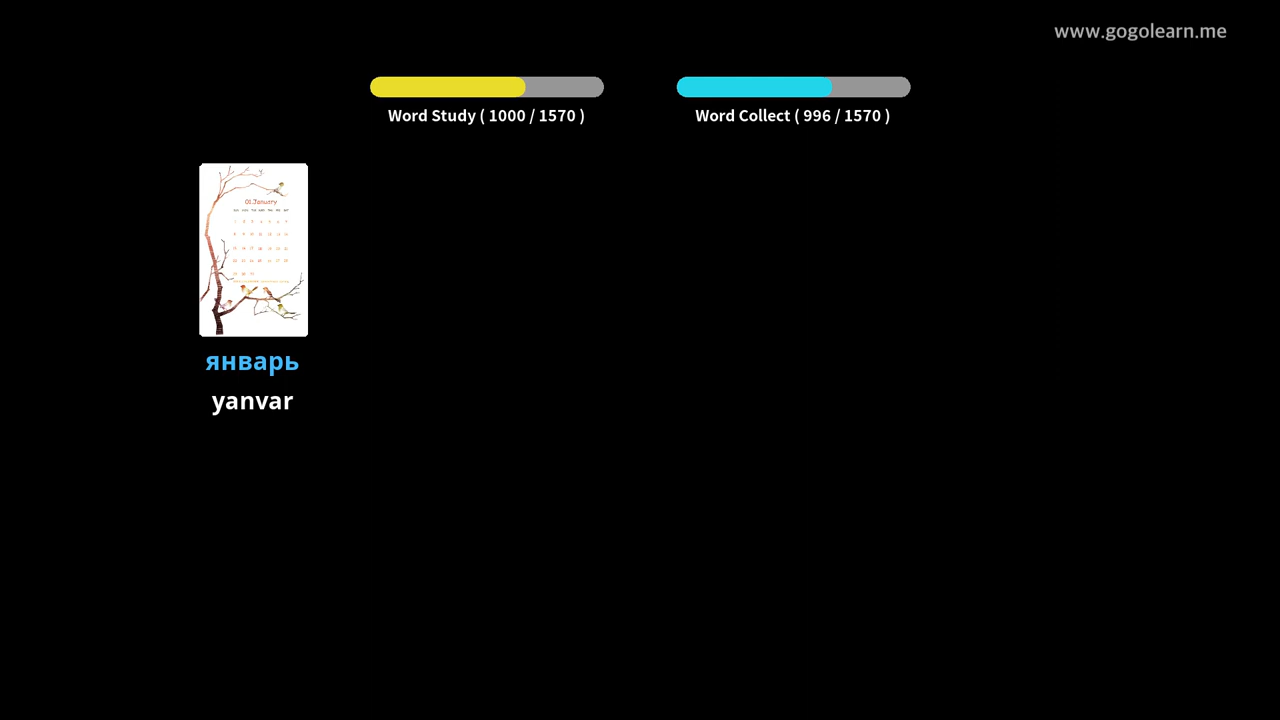 www.gogolearn.me
Word Study ( 1000 / 1570 )
Word Collect ( 996 / 1570 )
01.January
январь
yanvar